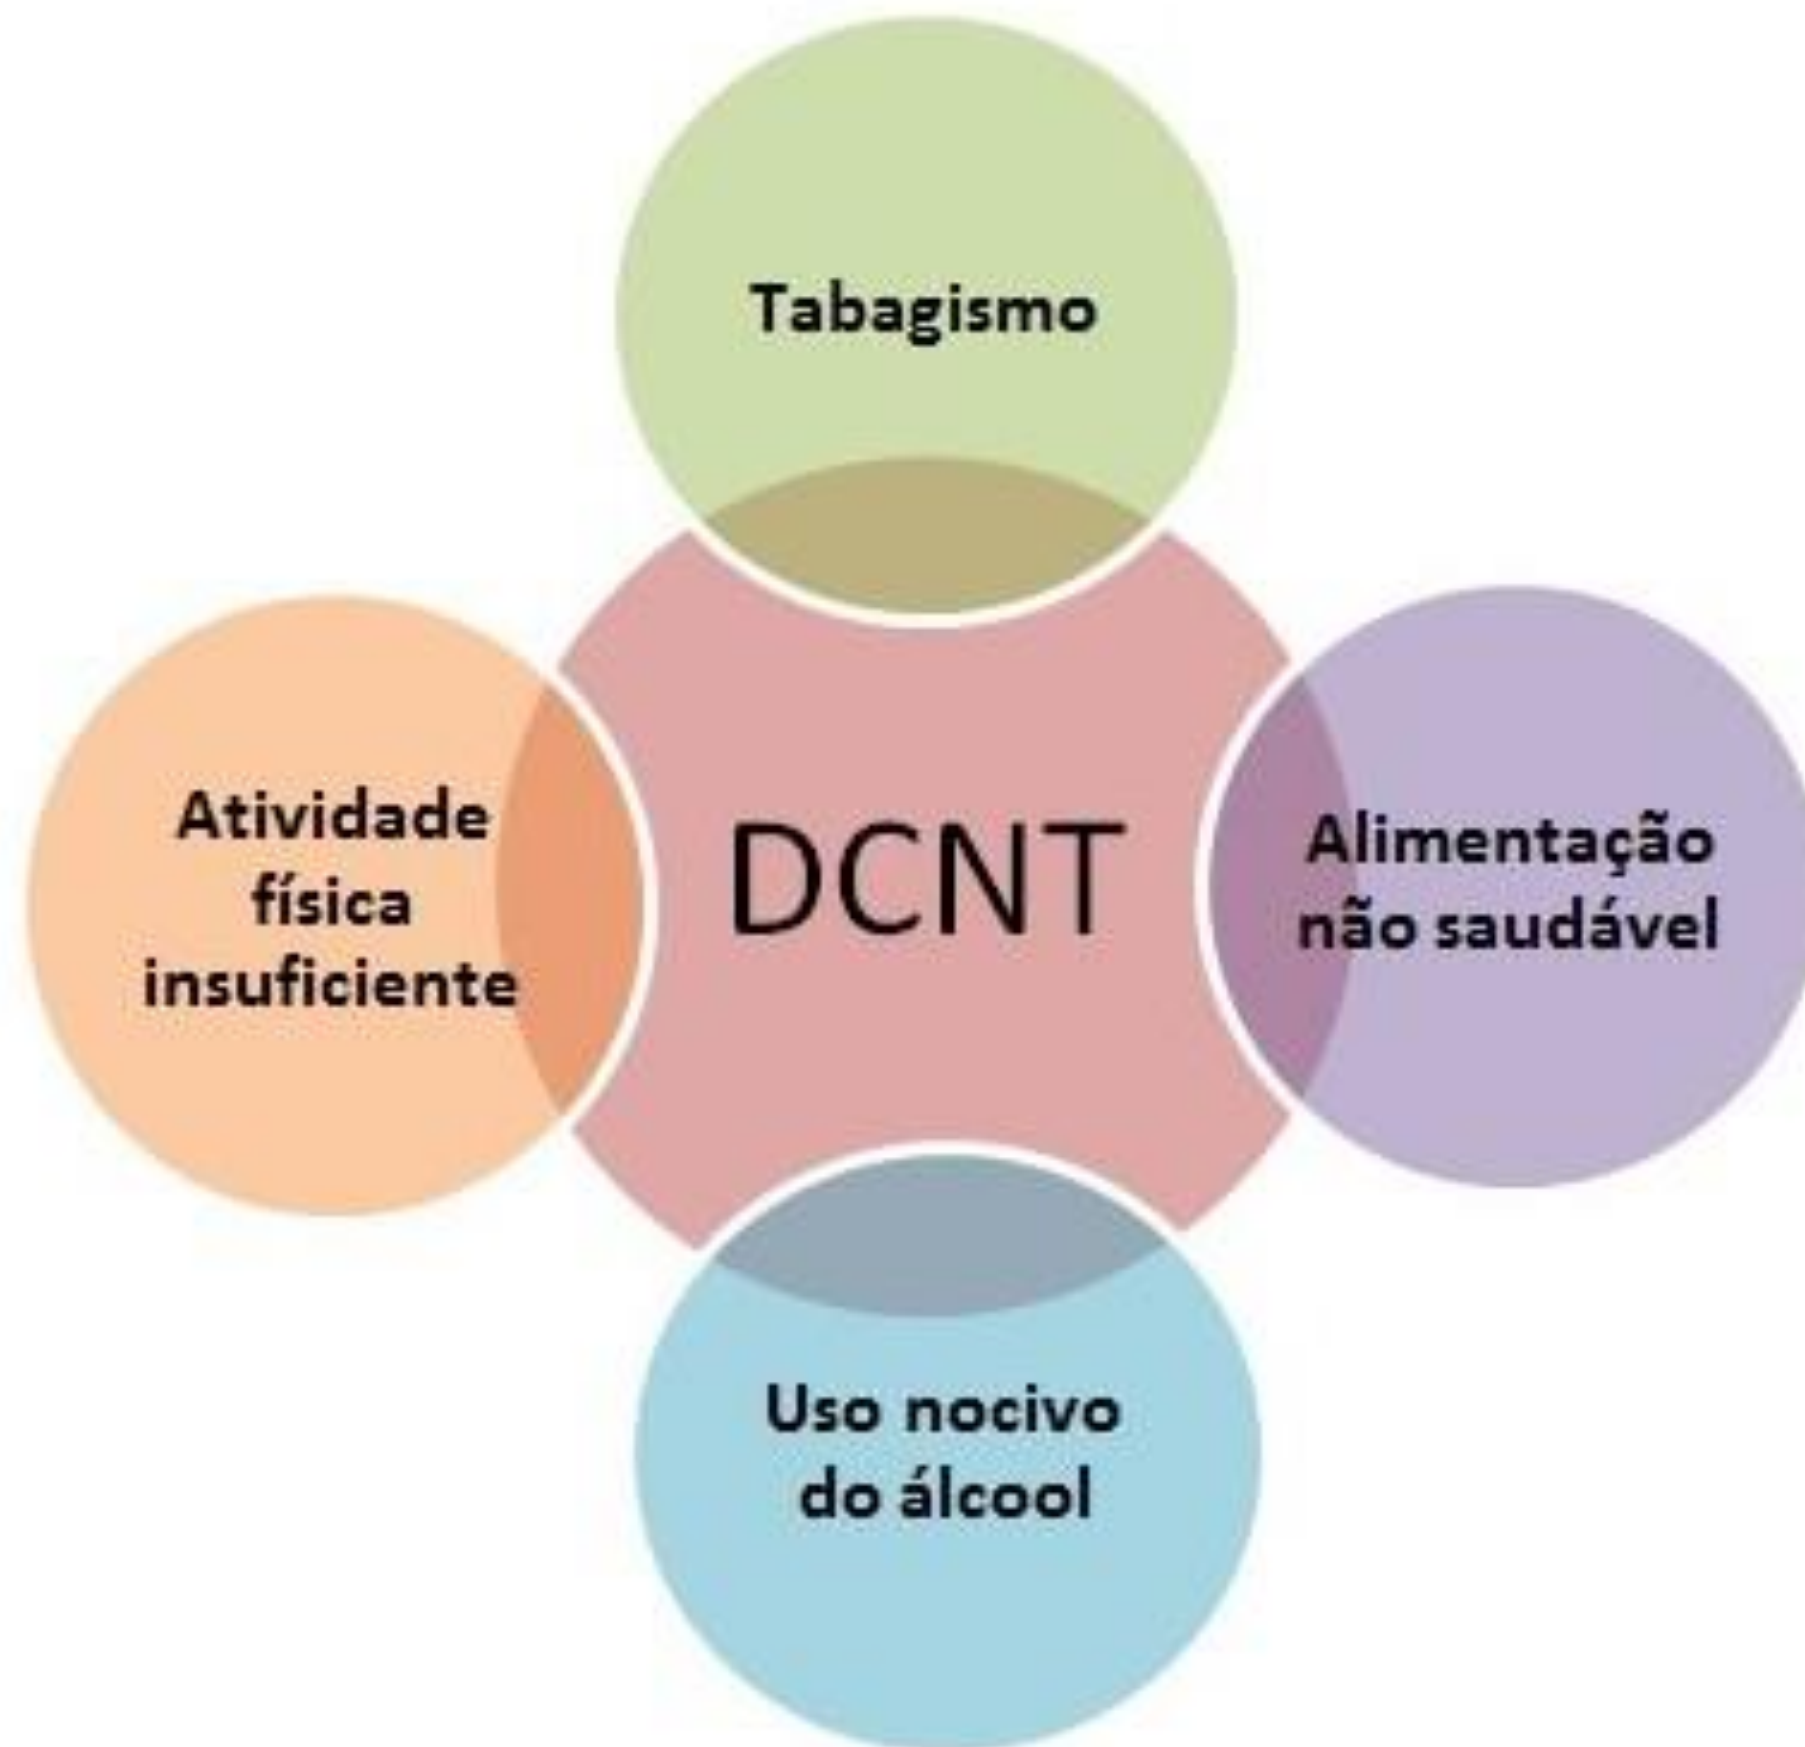 Tabagismo
Atividade
física
insuficiente
DCNT
Alimentação
não saudável
Uso nocivo
do álcool